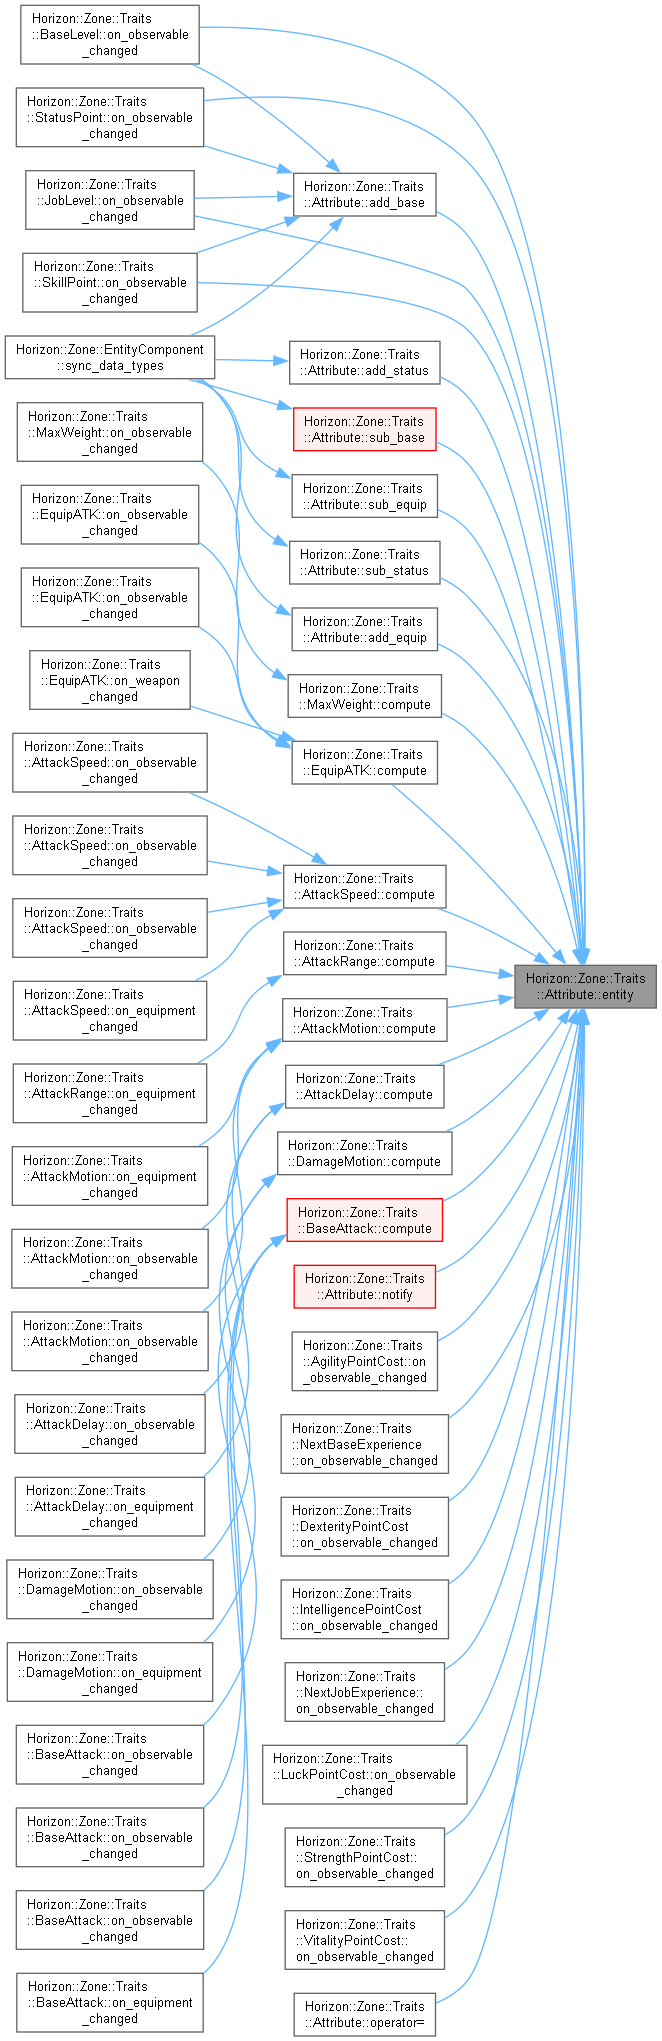 Horizon::Zone::Traits
::BaseLevel::on_observable
_changed
Horizon::Zone::Traits
::StatusPoint::on_observable
_changed
Horizon::Zone::Traits
::JobLevel::on_observable
_changed
Horizon::Zone::Traits
::SkillPoint::on_observable
_changed
Horizon::Zone::EntityComponent
::sync_data_types
Horizon::Zone::Traits
::MaxWeight::on_observable
_changed
Horizon::Zone::Traits
::EquipATK::on_observable
_changed
Horizon::Zone::Traits
::EquipATK::on_observable
_changed
Horizon::Zone::Traits
::EquipATK::on_weapon
_changed
Horizon::Zone::Traits
::AttackSpeed::on_observable
_changed
Horizon::Zone::Traits
::AttackSpeed::on_observable
_changed
Horizon::Zone::Traits
::AttackSpeed::on_observable
_changed
Horizon::Zone::Traits
::AttackSpeed::on_equipment
_changed
Horizon::Zone::Traits
::AttackRange::on_equipment
_changed
Horizon::Zone::Traits
::AttackMotion::on_equipment
_changed
Horizon::Zone::Traits
::AttackMotion::on_observable
_changed
Horizon::Zone::Traits
::AttackMotion::on_observable
_changed
Horizon::Zone::Traits
::AttackDelay::on_observable
_changed
Horizon::Zone::Traits
::AttackDelay::on_equipment
_changed
Horizon::Zone::Traits
::DamageMotion::on_observable
_changed
Horizon::Zone::Traits
::DamageMotion::on_equipment
_changed
Horizon::Zone::Traits
::BaseAttack::on_observable
_changed
Horizon::Zone::Traits
::BaseAttack::on_observable
_changed
Horizon::Zone::Traits
::BaseAttack::on_observable
_changed
Horizon::Zone::Traits
::BaseAttack::on_equipment
_changed
Horizon::Zone::Traits
::Attribute::add_base
Horizon::Zone::Traits
::Attribute::add_status
Horizon::Zone::Traits
::Attribute::sub_base
Horizon::Zone::Traits
::Attribute::sub_equip
Horizon::Zone::Traits
::Attribute::sub_status
Horizon::Zone::Traits
::Attribute::add_equip
Horizon::Zone::Traits
::MaxWeight::compute
Horizon::Zone::Traits
::EquipATK::compute
Horizon::Zone::Traits
::AttackSpeed::compute
Horizon::Zone::Traits
::AttackRange::compute
Horizon::Zone::Traits
::AttackMotion::compute
Horizon::Zone::Traits
::AttackDelay::compute
Horizon::Zone::Traits
::DamageMotion::compute
Horizon::Zone::Traits
::BaseAttack::compute
Horizon::Zone::Traits
::Attribute::notify
Horizon::Zone::Traits
::AgilityPointCost::on
_observable_changed
Horizon::Zone::Traits
::NextBaseExperience
::on_observable_changed
Horizon::Zone::Traits
::DexterityPointCost
::on_observable_changed
Horizon::Zone::Traits
::IntelligencePointCost
::on_observable_changed
Horizon::Zone::Traits
::NextJobExperience::
on_observable_changed
Horizon::Zone::Traits
::LuckPointCost::on_observable
_changed
Horizon::Zone::Traits
::StrengthPointCost::
on_observable_changed
Horizon::Zone::Traits
::VitalityPointCost::
on_observable_changed
Horizon::Zone::Traits
::Attribute::operator=
Horizon::Zone::Traits
::Attribute::entity